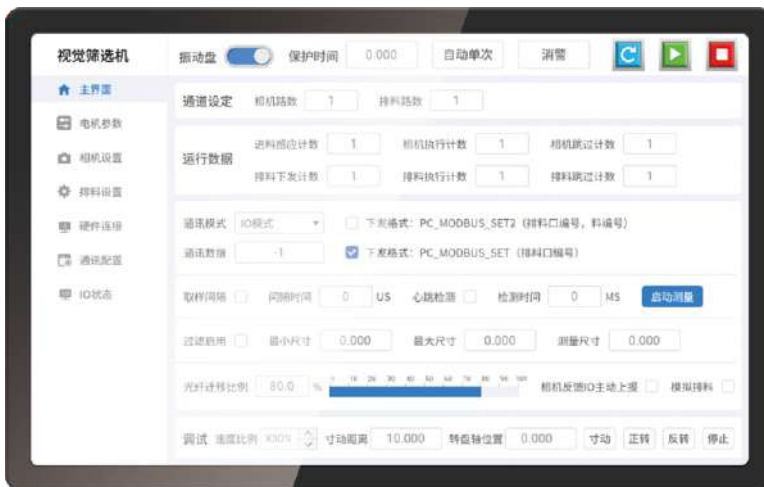 视觉筛选机
振动盘 保护时间 0.000 自动单次 消警
主界面
电机参数
相机设置
排料设置
硬件连接
通讯配置
IO状态
通道设定 相机路数 1 排料路数 1
运行数据
进料感应计数 1 相机执行计数 1 相机跳过计数 1
排料下发计数 1 排料执行计数 1 排料跳过计数 1
通讯模式 IO模式 下发格式：PC_MODBUS_SET2（排料口编号，料编号）
通讯数据 -1 下发格式：PC_MODBUS_SET（排料口编号）
取样间隔 间隔时间 0 US 心跳检测 检测时间 0 MS 启动测量
过滤启用 最小尺寸 0.000 最大尺寸 0.000 测量尺寸 0.000
光纤迁移比例 80.0 % 10 20 30 40 50 60 70 80 90 100 相机反馈IO主动上报 模拟排料
调试 速度比例 寸动距离 10.000 转盘轴位置 0.000 寸动 正转 反转 停止